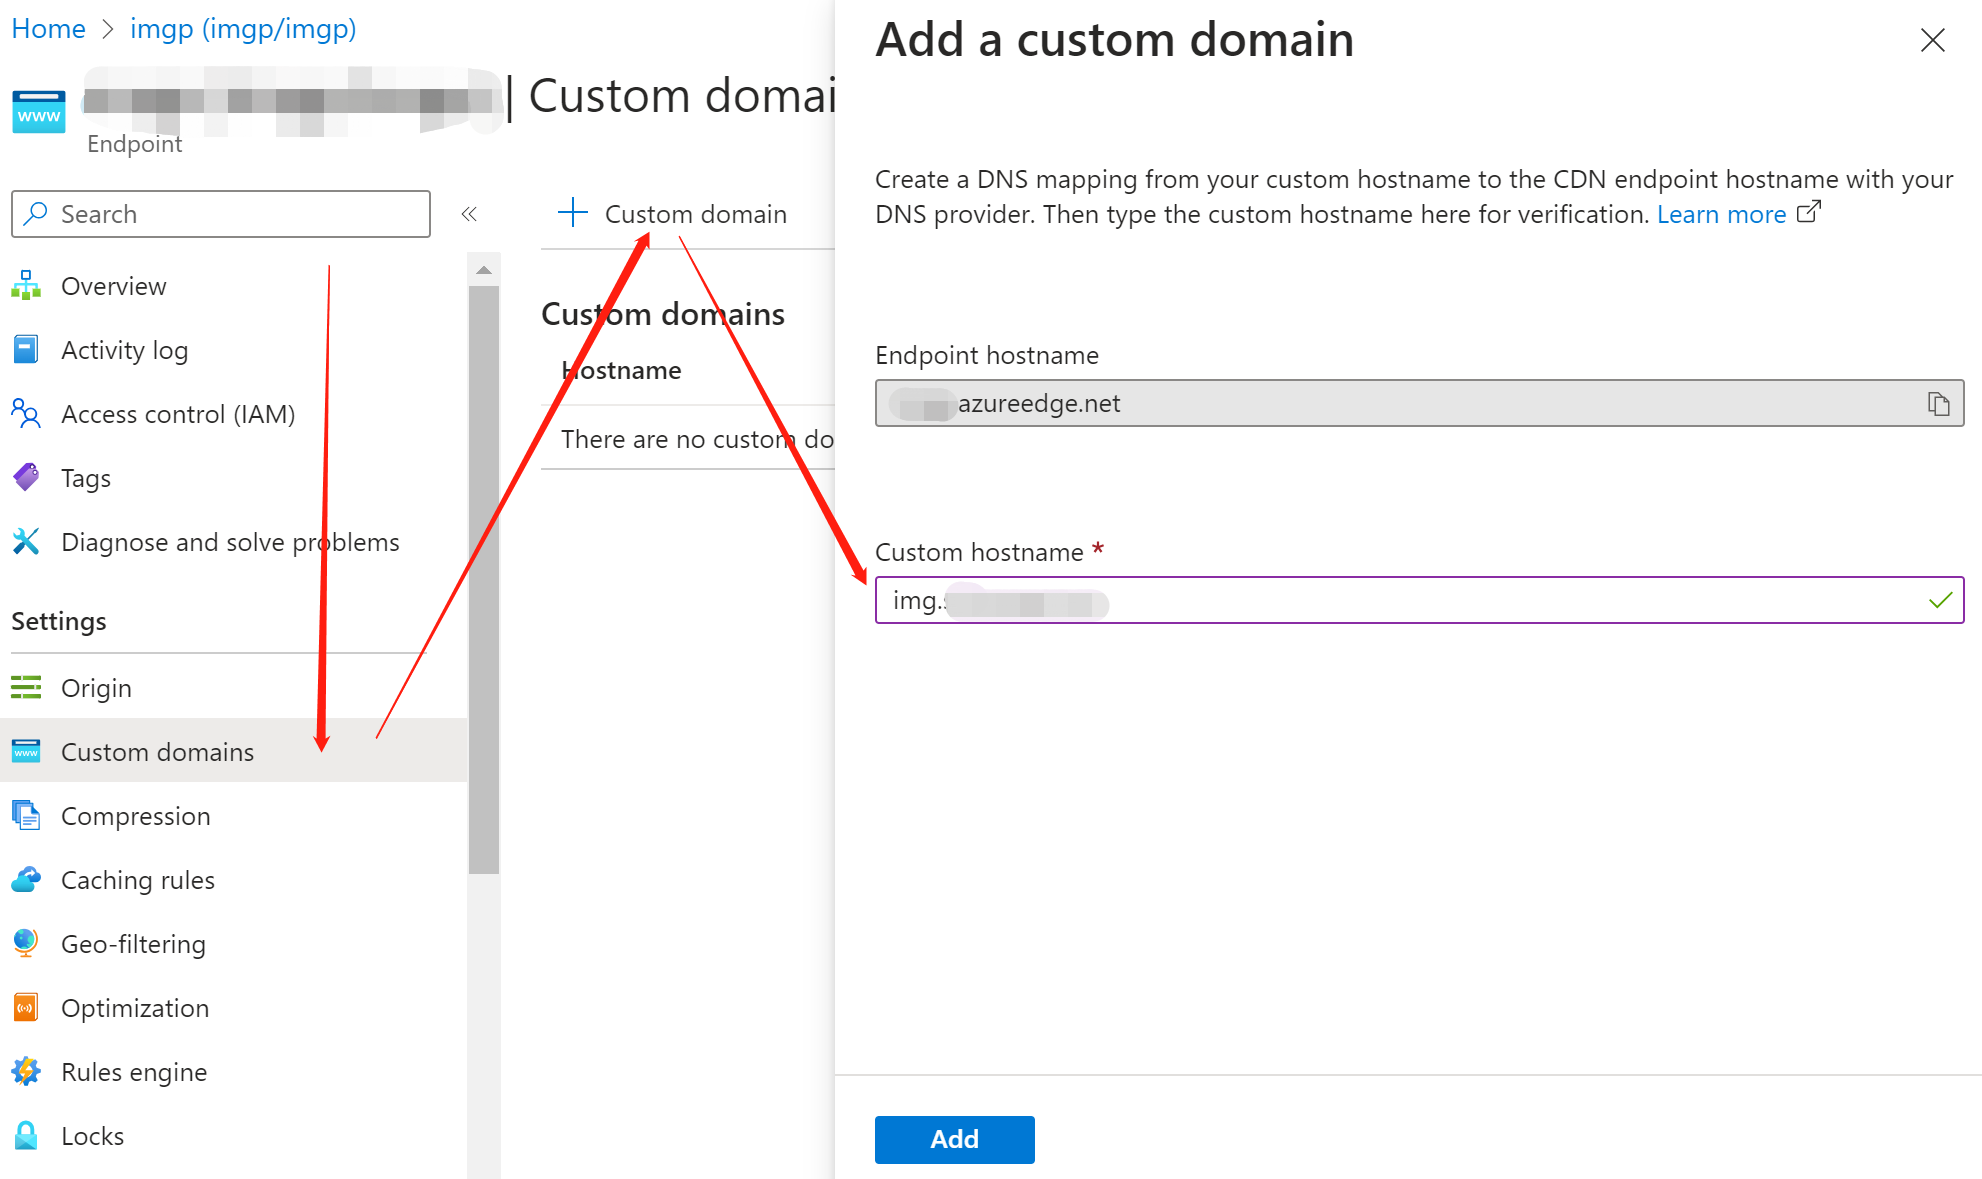 Home > imgp (imgp/imgp)
| Custom domai
Endpoint
Search
«
Overview
Activity log
Access control (IAM)
Tags
Diagnose and solve problems
Settings
Origin
Custom domains
Compression
Caching rules
Geo-filtering
Optimization
Rules engine
Locks
+ Custom domain
Custom domains
Hostname
There are no custom do
Add a custom domain
Create a DNS mapping from your custom hostname to the CDN endpoint hostname with your
DNS provider. Then type the custom hostname here for verification. Learn more
Endpoint hostname
azureedge.net
Custom hostname *
img.
Add